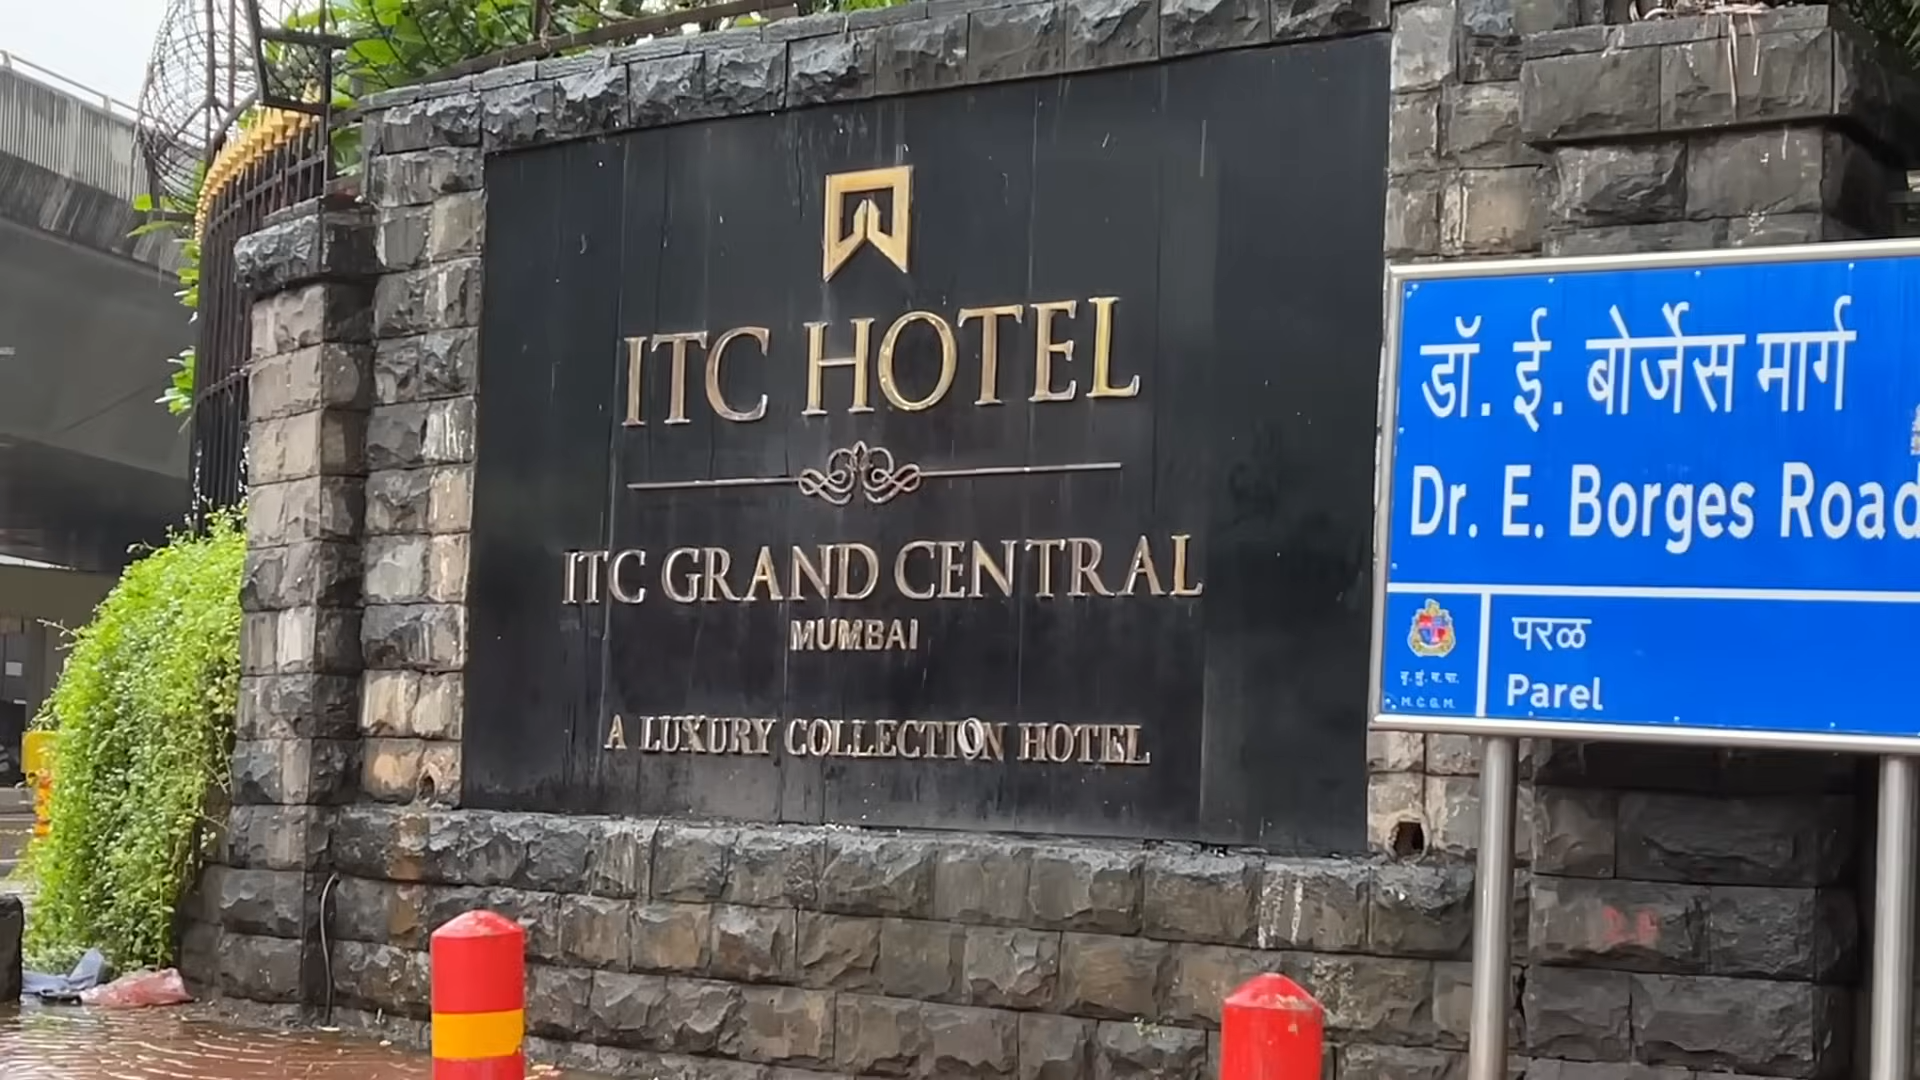 ITC HOTEL
ITC GRAND CENTRAL
MUMBAI
A LUXURY COLLECTION HOTEL
डॉ. ई. बोर्जेस मार्ग
Dr. E. Borges Road
परळ
Parel
बृ. मुं. म. पा.
M. C. G. M.